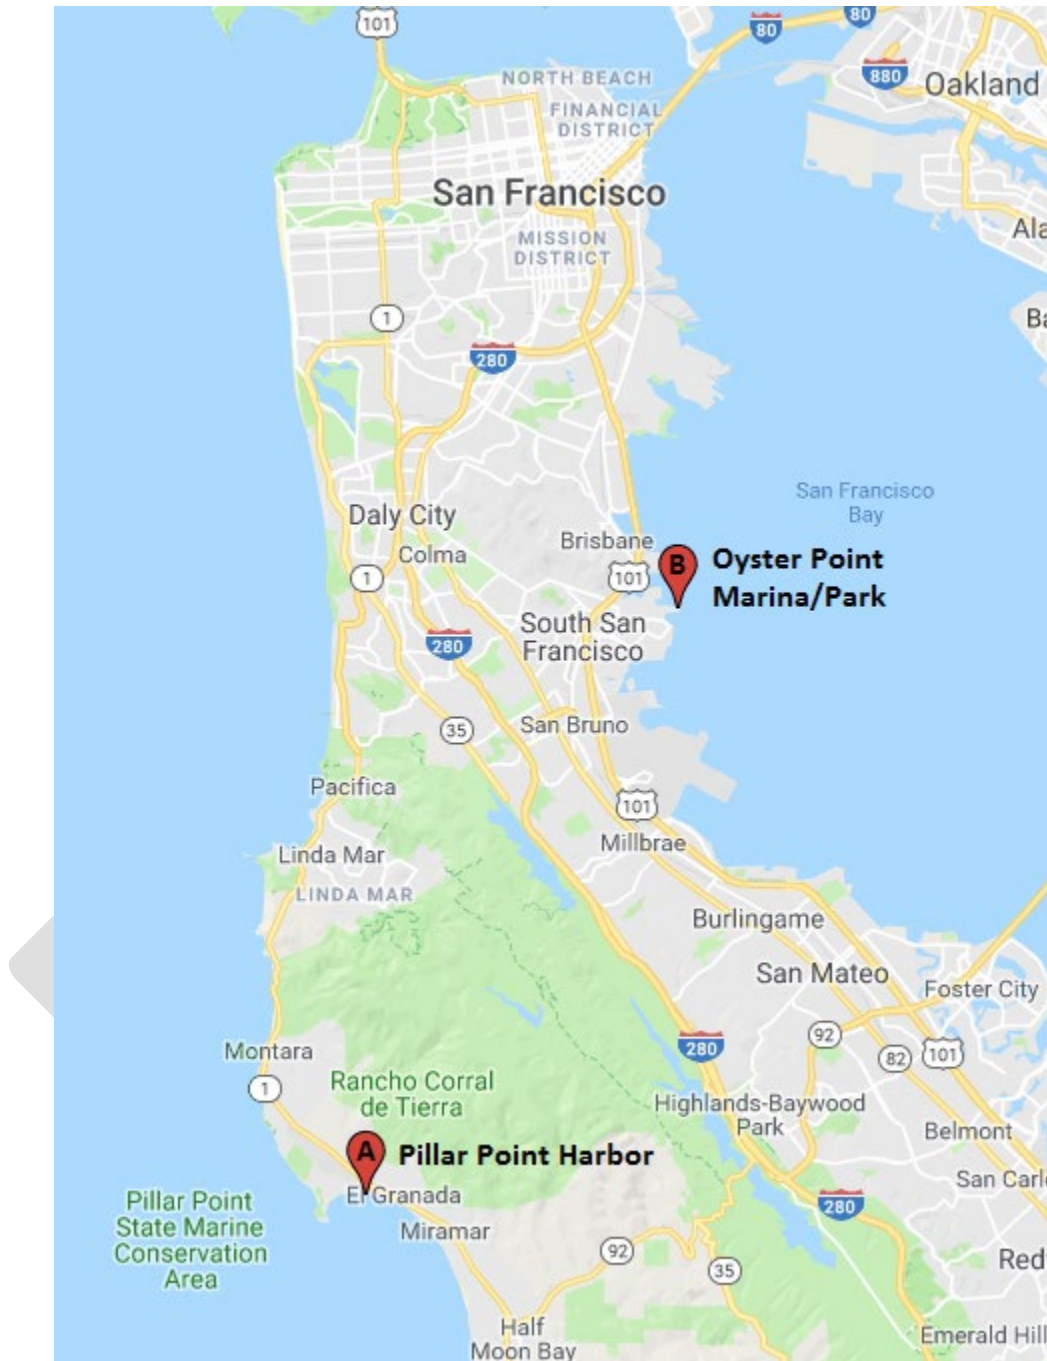 101
80
80
880
Oakland
NORTH BEACH
FINANCIAL
DISTRICT
San Francisco
MISSION
DISTRICT
Ala
1
Ba
280
San Francisco
Bay
Daly City
Colma
Brisbane
1
101
B
Oyster Point
Marina/Park
280
South San
Francisco
35
San Bruno
Pacifica
101
Millbrae
Linda Mar
LINDA MAR
Burlingame
San Mateo
Foster City
Montara
1
280
92
82
101
Rancho Corral
de Tierra
Highlands-Baywood
Park
Belmont
A
Pillar Point Harbor
San Carl
El Granada
Pillar Point
State Marine
Conservation
Area
Miramar
280
92
35
Red
Half
Moon Bay
Emerald Hill